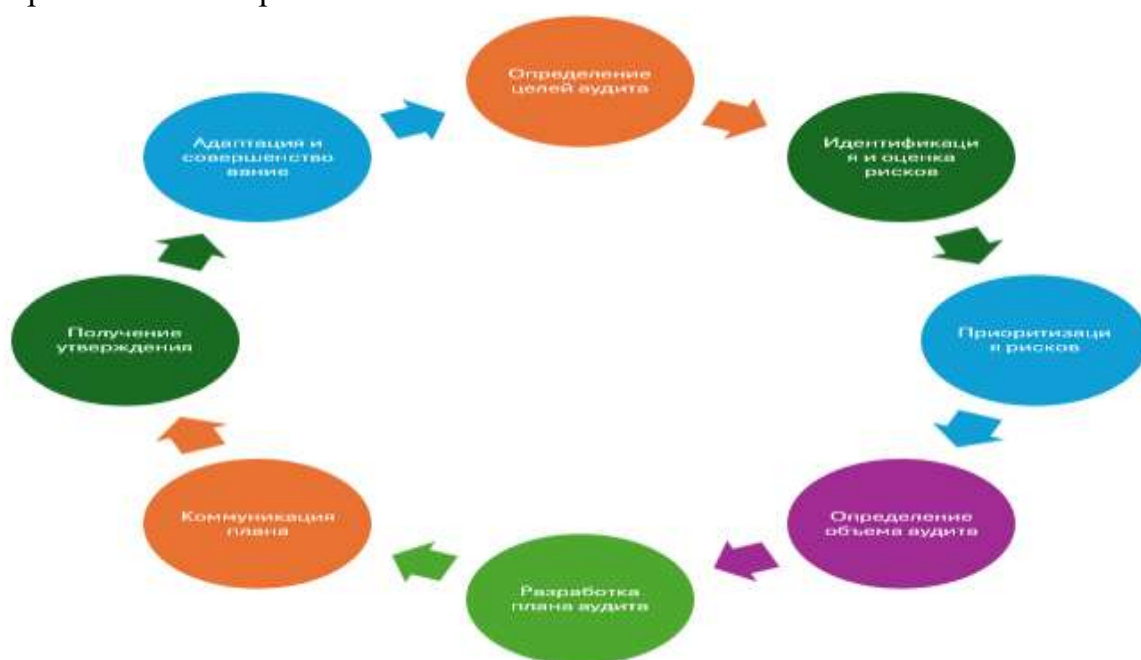 Определение
целей аудита
Идентификаци
я и оценка
рисков
Приоритизаци
я рисков
Определение
объема аудита
Разработка
плана аудита
Коммуникация
плана
Получение
утверждения
Адаптация и
совершенство
вание